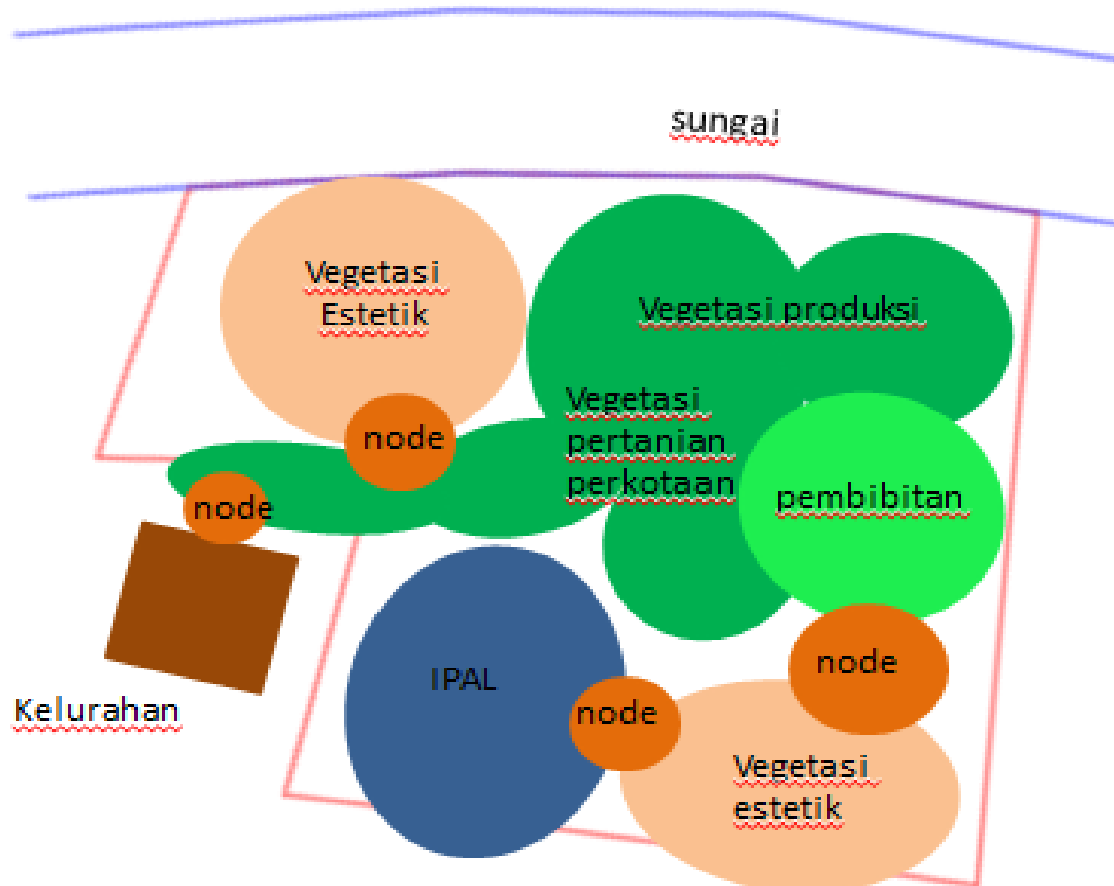 sungai
Vegetasi
Estetik
Vegetasi produksi
Vegetasi
pertanian
perkotaan
node
node
pembibitan
IPAL
node
node
Kelurahan
Vegetasi
estetik